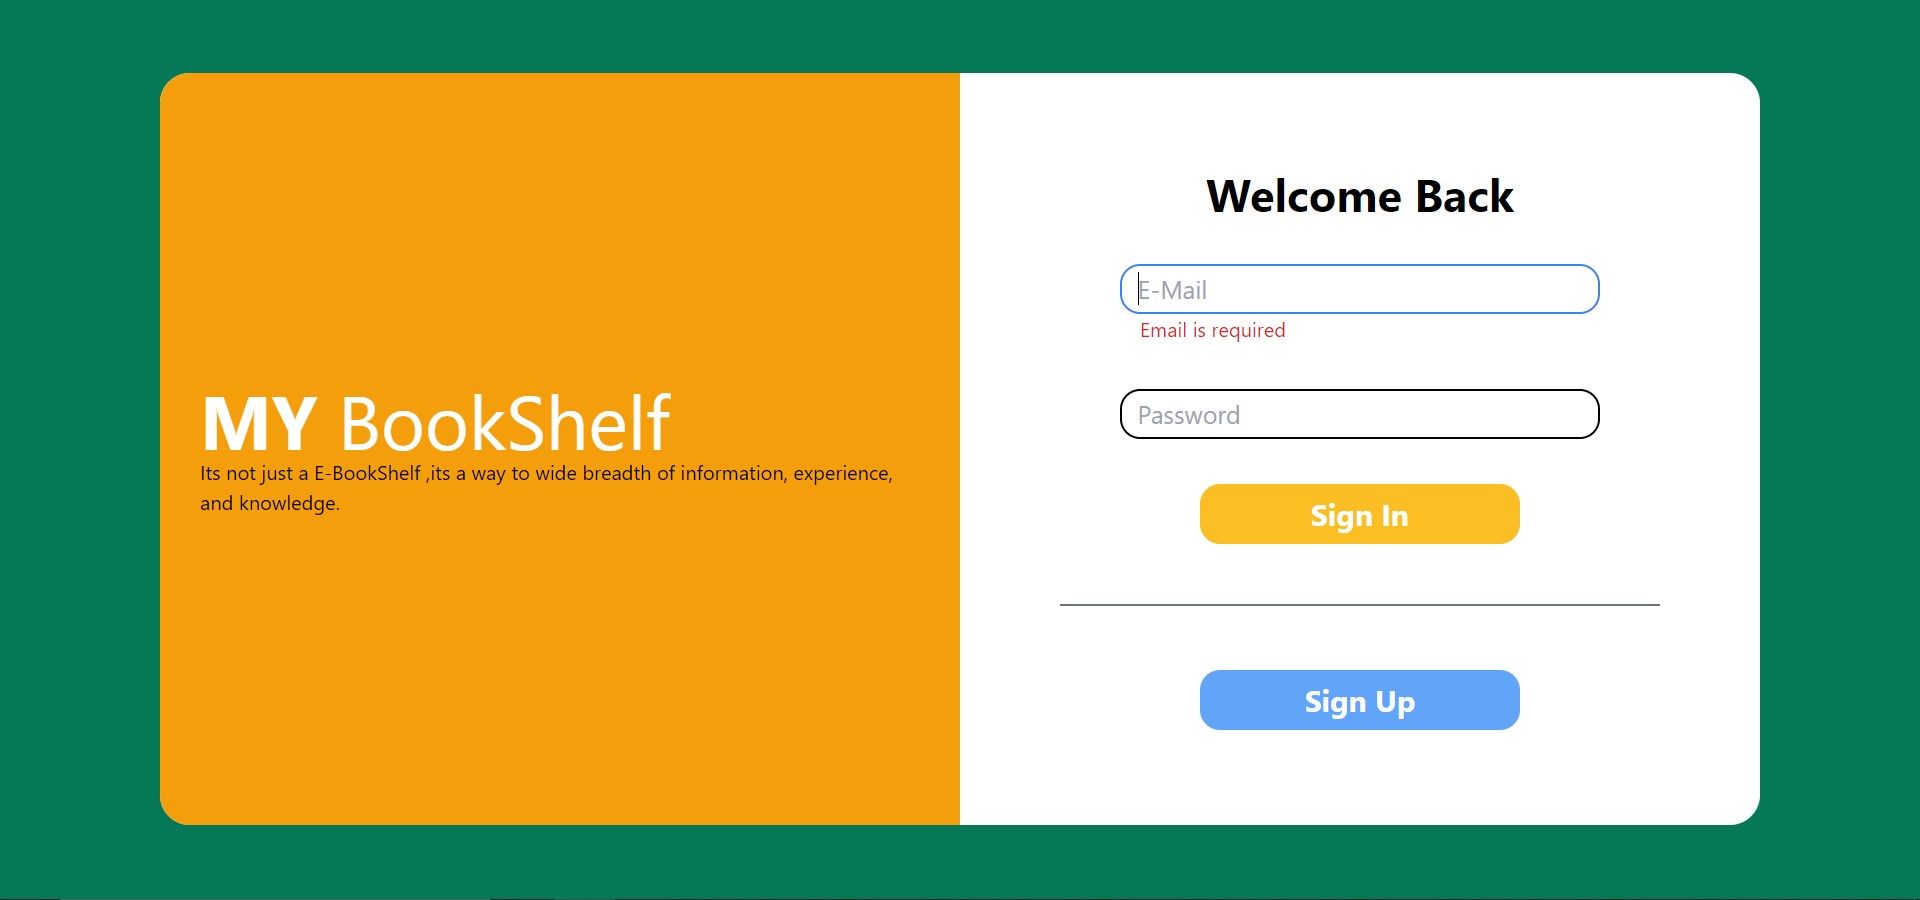 MY BookShelf
Its not just a E-BookShelf ,its a way to wide breadth of information, experience,
and knowledge.
Welcome Back
E-Mail
Email is required
Password
Sign In
Sign Up